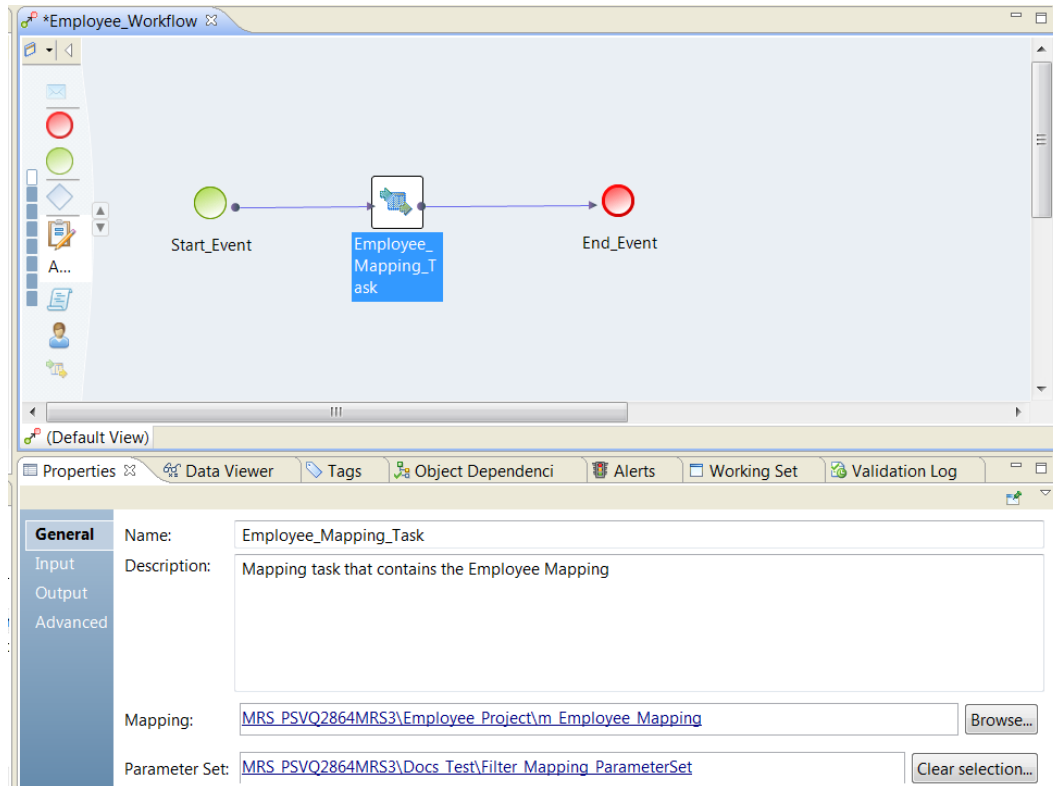 *Employee_Workflow
A...
Start_Event
Employee_
Mapping_T
ask
End_Event
(Default View)
Properties Data Viewer Tags Object Dependenci Alerts Working Set Validation Log
General
Input
Output
Advanced
Name: Employee_Mapping_Task
Description: Mapping task that contains the Employee Mapping
Mapping: MRS_PSVQ2864MRS3\Employee_Project\m_Employee_Mapping Browse...
Parameter Set: MRS_PSVQ2864MRS3\Docs_Test\Filter_Mapping_ParameterSet Clear selection...